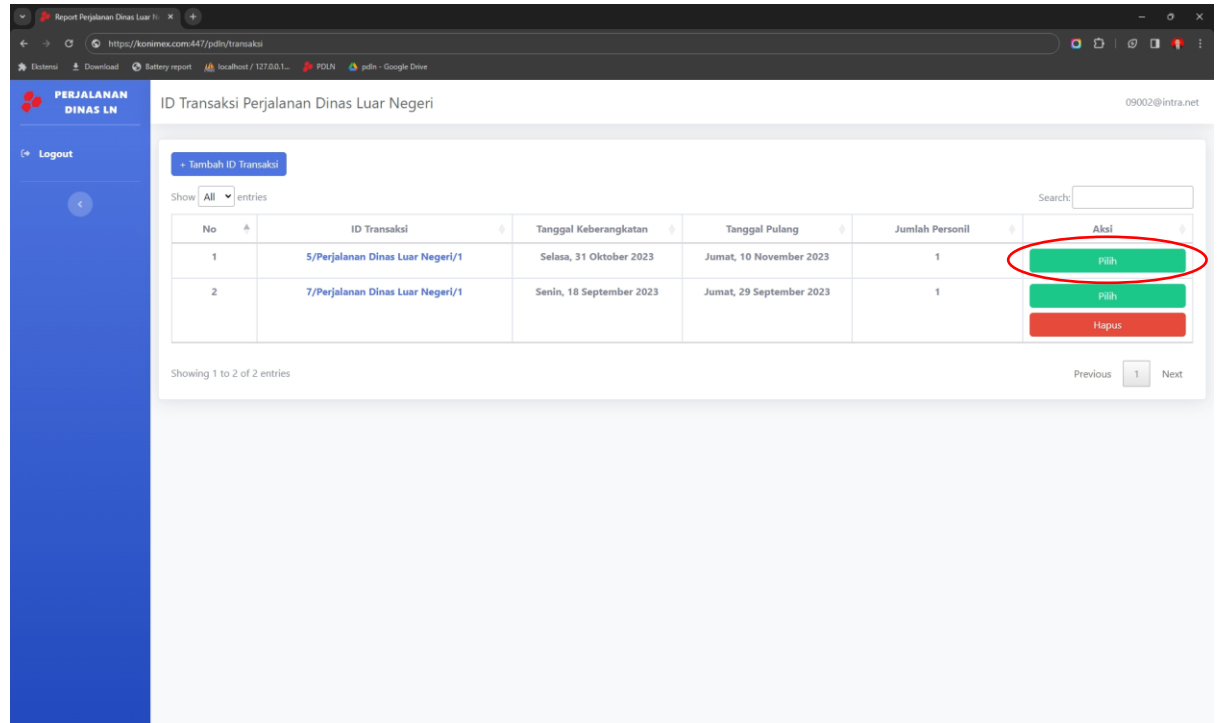 Report Perjalanan Dinas Luar N
https://konimex.com:447/pdln/transaksi
Ekstensi Download Battery report localhost / 127.0.0.1... PDLN pdln - Google Drive
PERJALANAN
DINAS LN
ID Transaksi Perjalanan Dinas Luar Negeri
09002@intra.net
Logout
+ Tambah ID Transaksi
Show All entries
Search:
No ID Transaksi Tanggal Keberangkatan Tanggal Pulang Jumlah Personil Aksi
1 5/Perjalanan Dinas Luar Negeri/1 Selasa, 31 Oktober 2023 Jumat, 10 November 2023 1 Pilih
2 7/Perjalanan Dinas Luar Negeri/1 Senin, 18 September 2023 Jumat, 29 September 2023 1 Pilih
Hapus
Showing 1 to 2 of 2 entries
Previous 1 Next